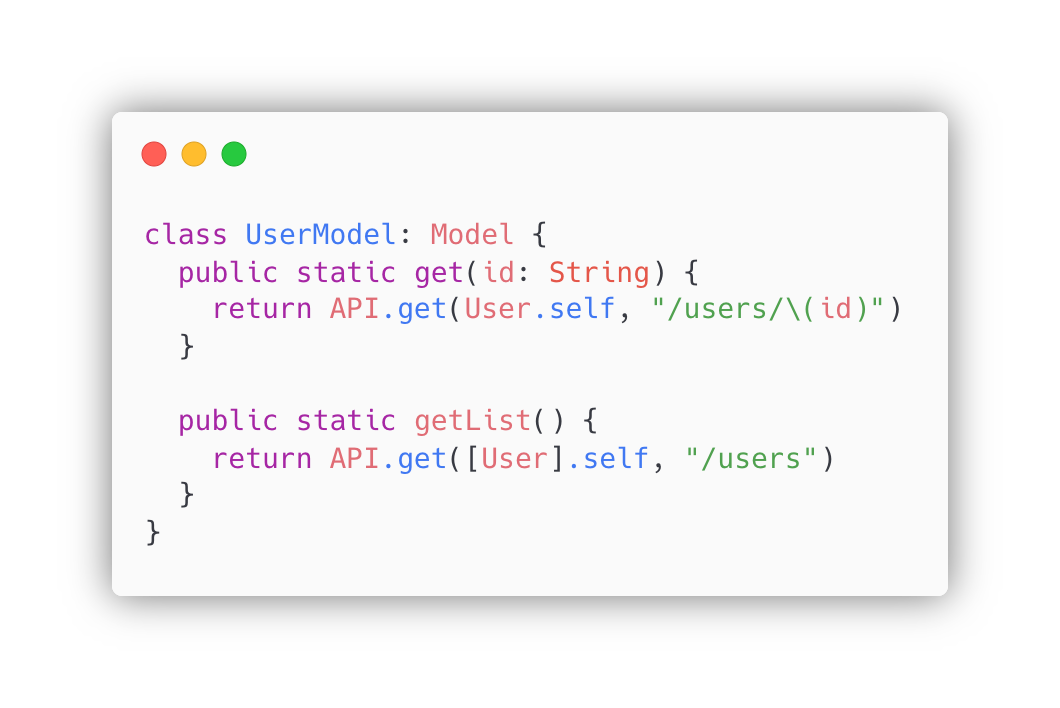 class UserModel: Model {
  public static get(id: String) {
    return API.get(User.self, "/users/\(id)")
  }

  public static getList() {
    return API.get([User].self, "/users")
  }
}